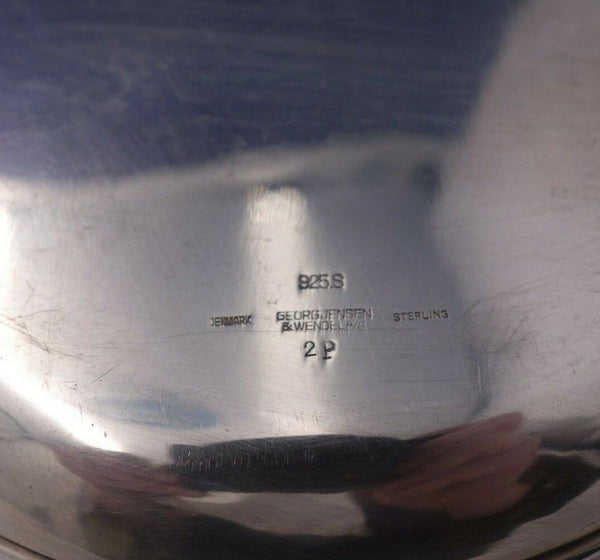 925.S
DENMARK GEORG JENSEN STERLING
& WENDEL A/S
2 P